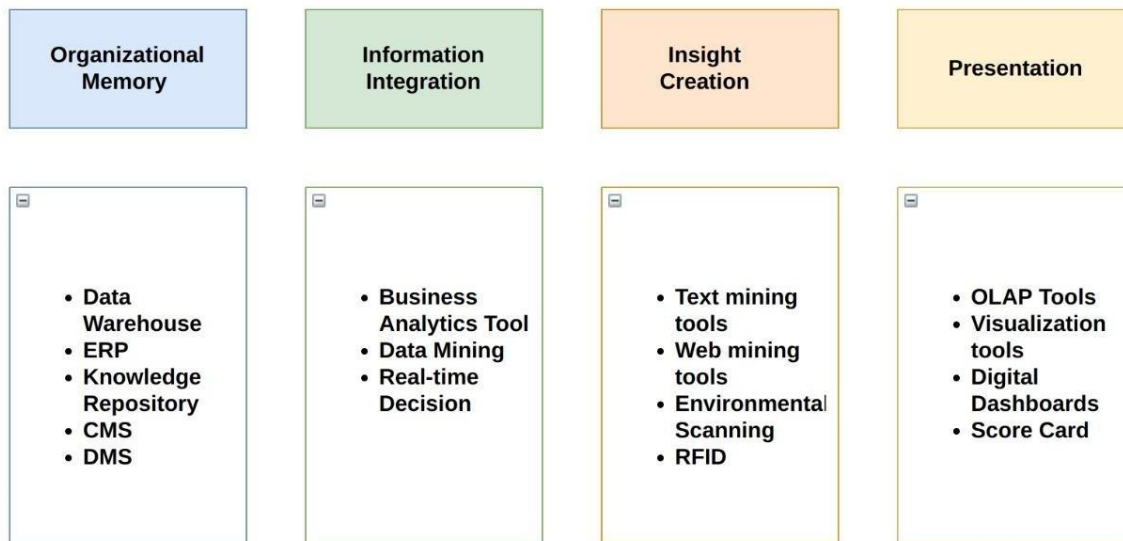 Organizational
Memory
Information
Integration
Insight
Creation
Presentation
• Data
Warehouse
• ERP
• Knowledge
Repository
• CMS
• DMS
• Business
Analytics Tool
• Data Mining
• Real-time
Decision
• Text mining
tools
• Web mining
tools
• Environmental
Scanning
• RFID
• OLAP Tools
• Visualization
tools
• Digital
Dashboards
• Score Card